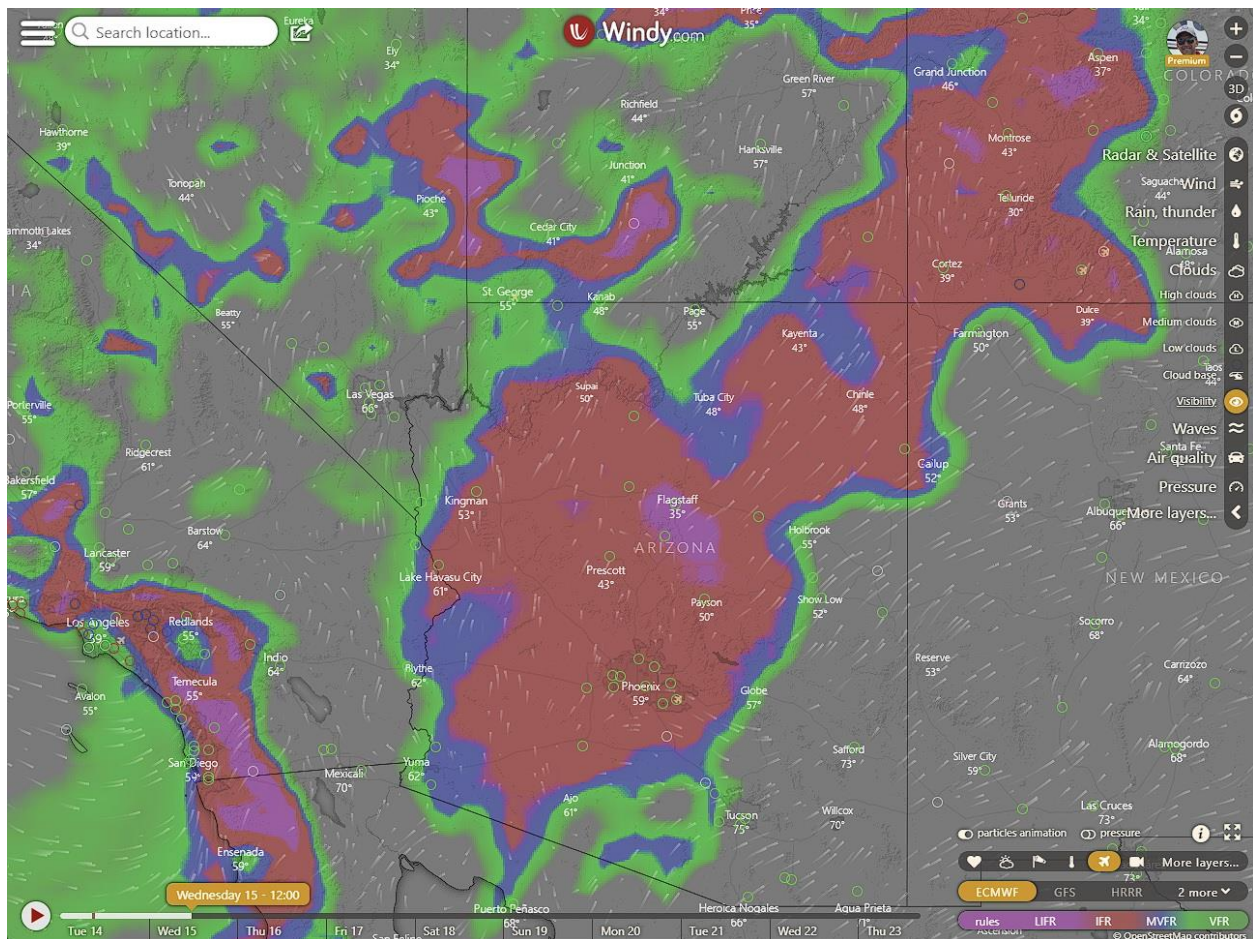 Search location...
Eureka
Windy.com
35°
34°
Ely
34°
Green River
57°
Grand Junction
46°
Aspen
37°
Premium
3D
Richfield
44°
Hawthorne
39°
Hanksville
57°
Montrose
43°
Radar & Satellite
Junction
41°
Tonopah
44°
Pioche
43°
Saguache
44°
Wind
Telluride
30°
Rain, thunder
ammoth Lakes
34°
Cedar City
41°
Temperature
Alamosa
Cortez
39°
Clouds
IA
St. George
55°
Kanab
48°
High clouds
Beatty
55°
Page
55°
Dulce
39°
Medium clouds
Kayenta
43°
Farmington
50°
Low clouds
Cloud base
Taos
44°
Las Vegas
66°
Supai
50°
Tuba City
48°
Chinle
48°
Visibility
Porterville
55°
Waves
Ridgecrest
61°
Santa Fe
Air quality
Bakersfield
57°
Gallup
52°
Pressure
Kingman
53°
Flagstaff
35°
Grants
53°
66°
More layers...
Barstow
64°
Holbrook
55°
Lancaster
59°
ARIZONA
Prescott
43°
Lake Havasu City
61°
NEW MEXICO
Payson
50°
Show Low
52°
Los Angeles
59°
Redlands
55°
Socorro
68°
Indio
64°
Blythe
62°
Reserve
53°
Carrizozo
64°
Temecula
55°
Avalon
55°
Phoenix
59°
Globe
57°
San Diego
59°
Mexicali
70°
Yuma
62°
Safford
73°
Silver City
59°
Alamogordo
68°
Ajo
61°
Tucson
75°
Willcox
70°
Las Cruces
73°
particles animation
pressure
Ensenada
59°
More layers...
73°
Wednesday 15 - 12:00
ECMWF
GFS
HRRR
2 more
Puerto Peñasco
68°
Heroica Nogales
66°
Agua Prieta
rules
LIFR
IFR
MVFR
VFR
Tue 14
Wed 15
Thu 16
Fri 17
Sat 18
Sun 19
Mon 20
Tue 21
Wed 22
Thu 23
© OpenStreetMap contributors